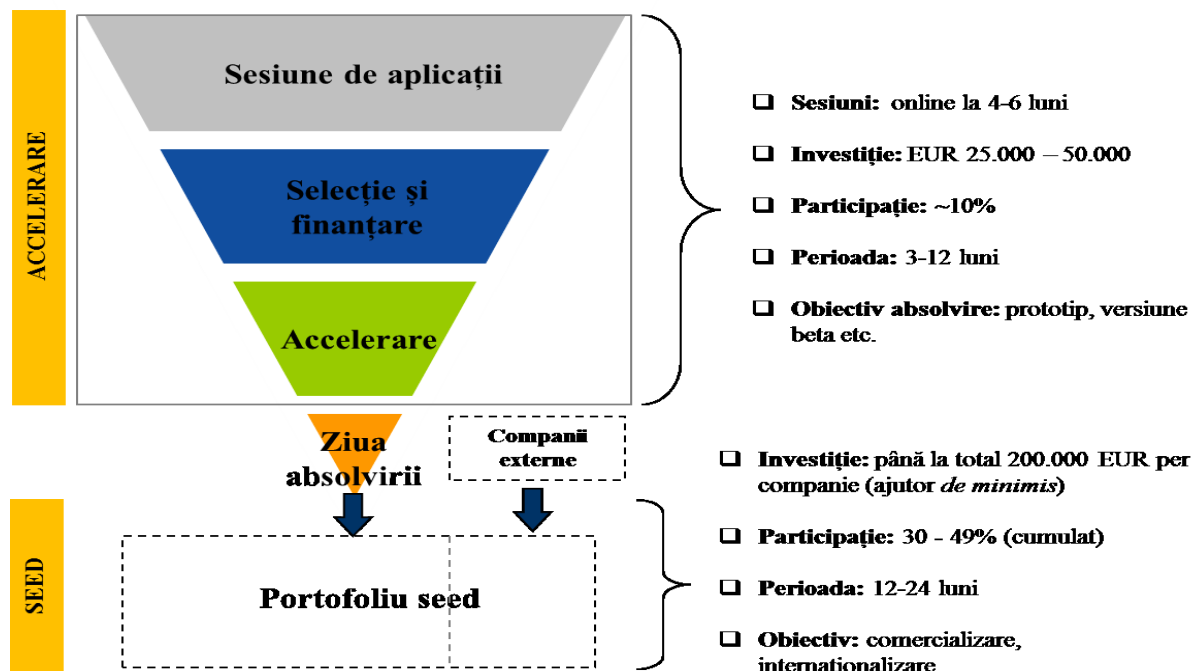 ACCELERARE
Sesiune de aplicații
Selecție și
finanțare
Accelerare
❑ Sesiuni: online la 4-6 luni
❑ Investiție: EUR 25.000 – 50.000
❑ Participație: ~10%
❑ Perioada: 3-12 luni
❑ Obiectiv absolvire: prototip, versiune
beta etc.
Ziua
absolvirii
Companii
externe
SEED
Portofoliu seed
❑ Investiție: până la total 200.000 EUR per
companie (ajutor de minimis)
❑ Participație: 30 - 49% (cumulat)
❑ Perioada: 12-24 luni
❑ Obiectiv: comercializare,
internaționalizare